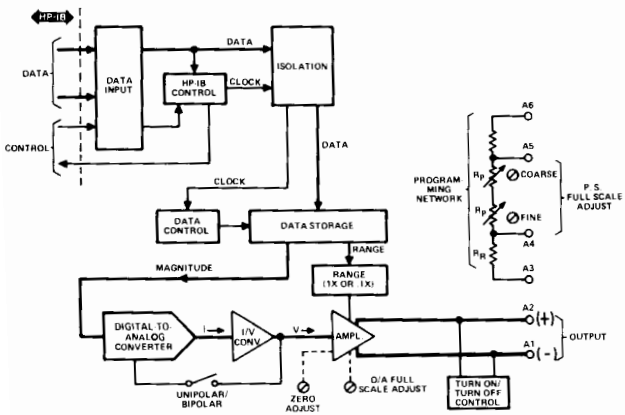 HP-IB
DATA
CONTROL
DATA
INPUT
DATA
HP-IB
CONTROL
CLOCK
ISOLATION
DATA
CLOCK
DATA
CONTROL
DATA STORAGE
MAGNITUDE
RANGE
RANGE
(1X OR .1X)
DIGITAL-TO-
ANALOG
CONVERTER
I
I/V
CONV.
V
AMPL.
UNIPOLAR/
BIPOLAR
ZERO
ADJUST
D/A FULL
SCALE ADJUST
TURN ON/
TURN OFF
CONTROL
A2
(+)
A1
(-)
OUTPUT
PROGRAM-
MING
NETWORK
A6
A5
RP
COARSE
RP
FINE
A4
RR
A3
P.S.
FULL SCALE
ADJUST